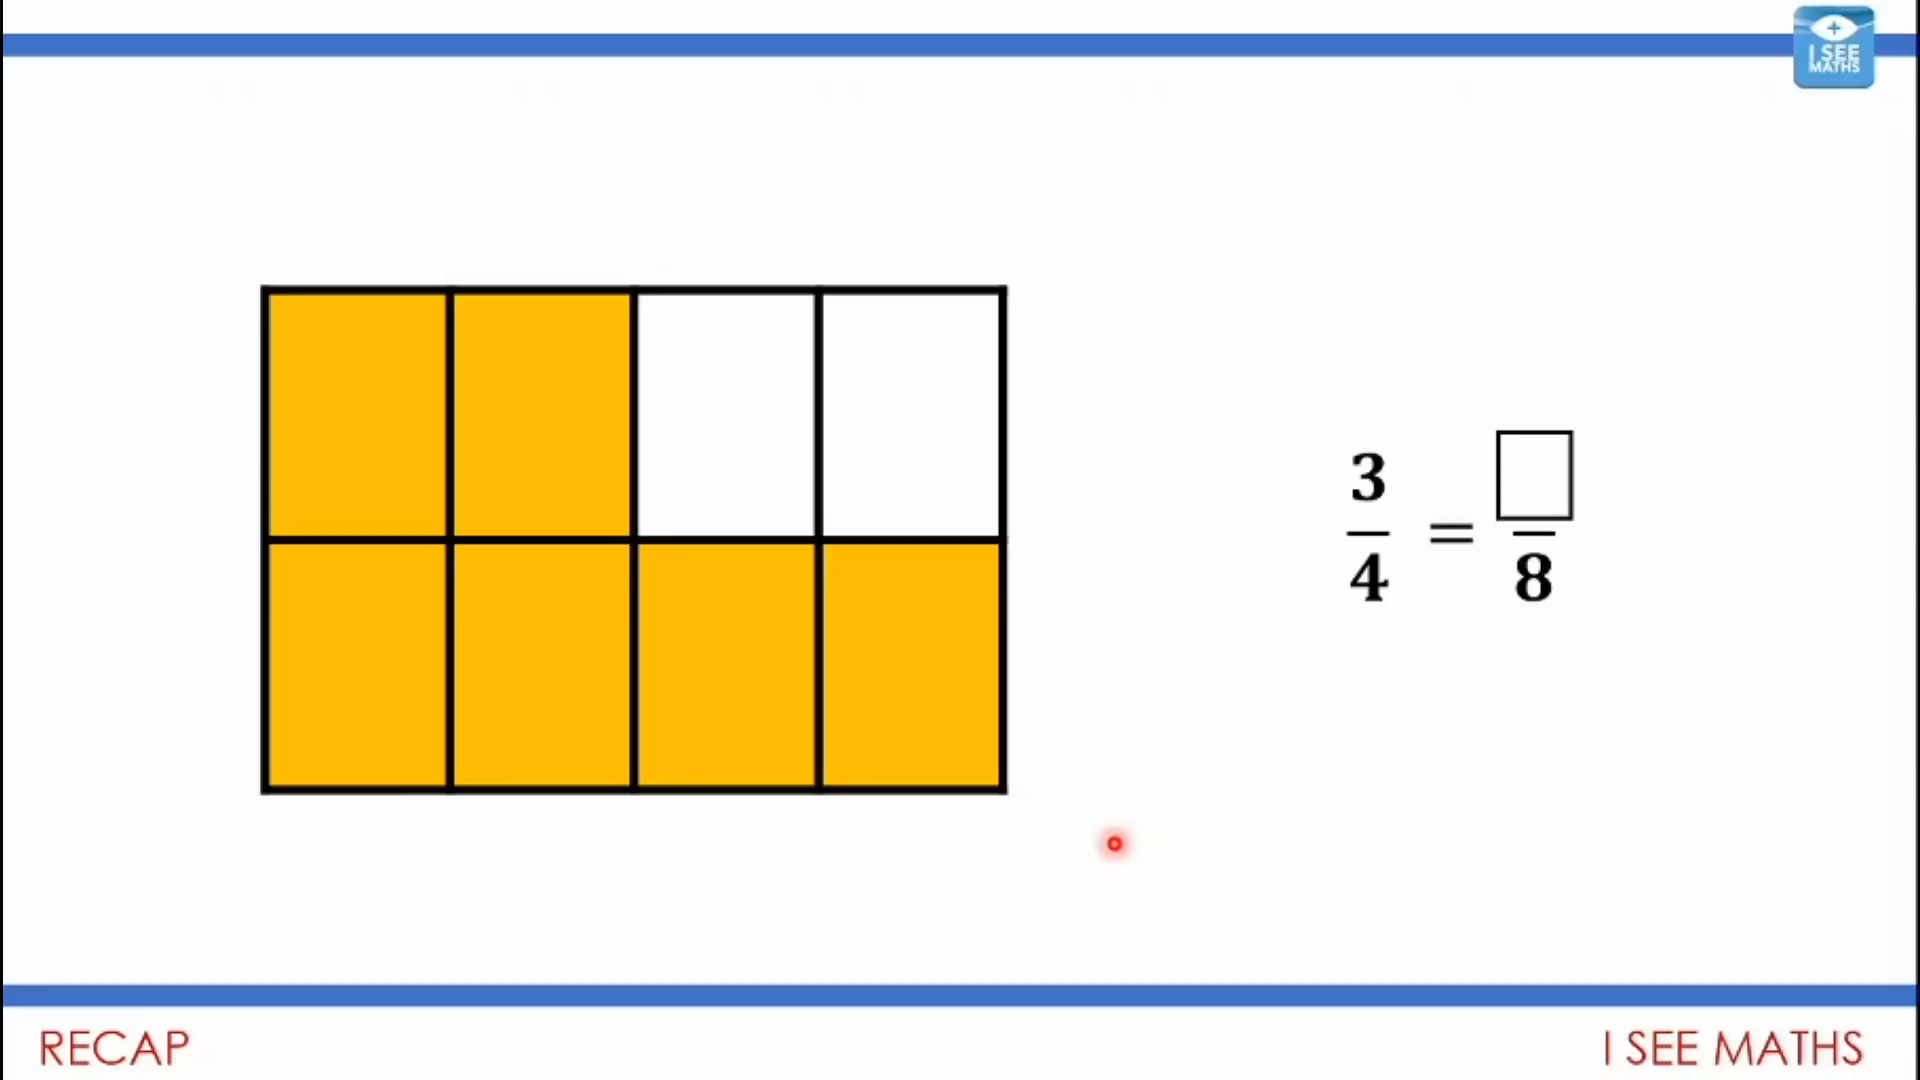 I SEE
MATHS
3/4 = □/8
RECAP
I SEE MATHS